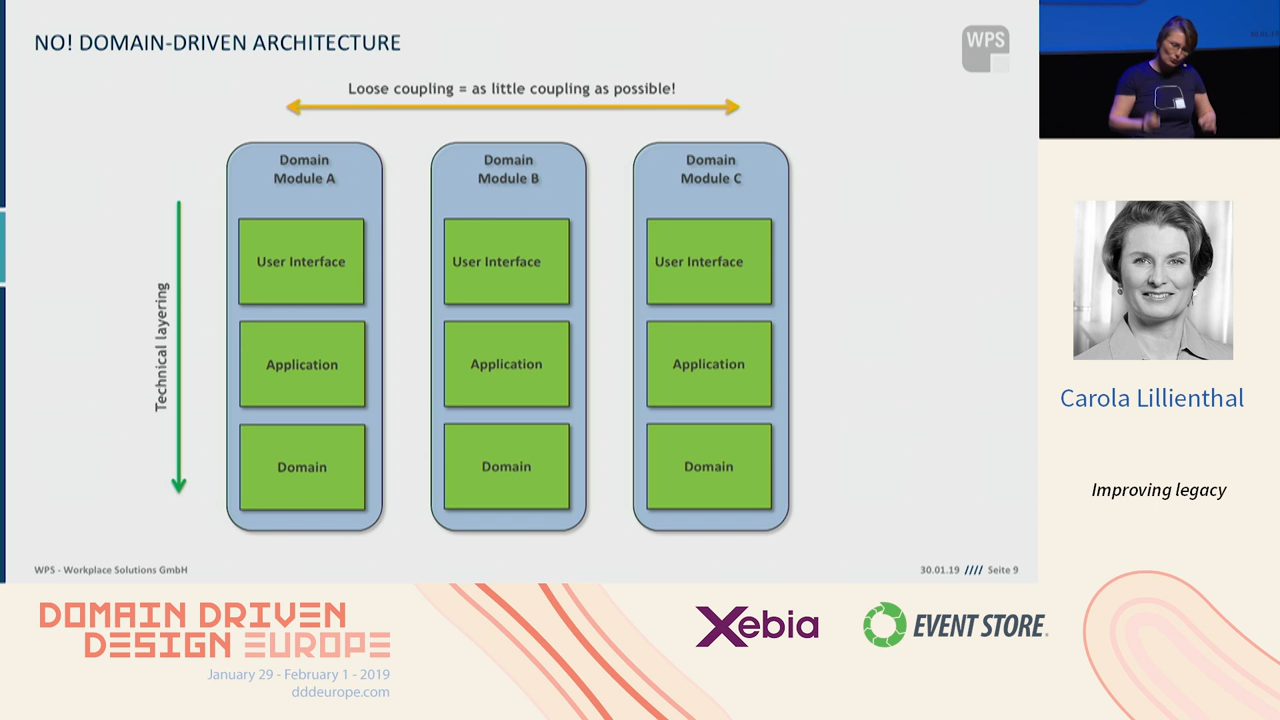 NO! DOMAIN-DRIVEN ARCHITECTURE
WPS
Loose coupling = as little coupling as possible!
Technical layering
Domain
Module A
User Interface
Application
Domain
Domain
Module B
User Interface
Application
Domain
Domain
Module C
User Interface
Application
Domain
WPS - Workplace Solutions GmbH
30.01.19 //// Seite 9
Carola Lillienthal
Improving legacy
DOMAIN DRIVEN
DESIGN EUROPE
January 29 - February 1 - 2019
dddeurope.com
Xebia
EVENT STORE.